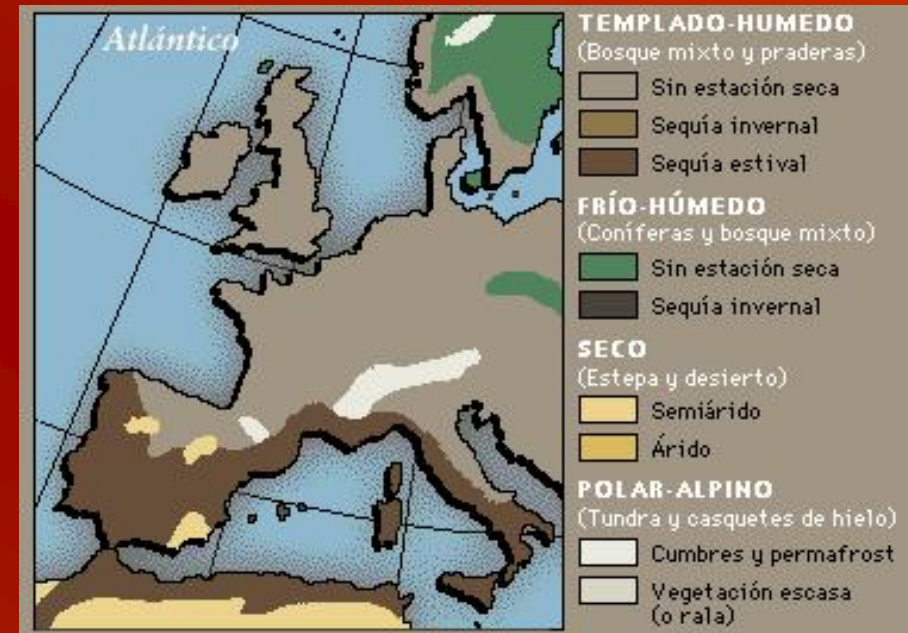 Atlántico
TEMPLADO-HUMEDO
(Bosque mixto y praderas)
Sin estación seca
Sequía invernal
Sequía estival
FRÍO-HÚMEDO
(Coníferas y bosque mixto)
Sin estación seca
Sequía invernal
SECO
(Estepa y desierto)
Semiárido
Árido
POLAR-ALPINO
(Tundra y casquetes de hielo)
Cumbres y permafrost
Vegetación escasa
(o rala)